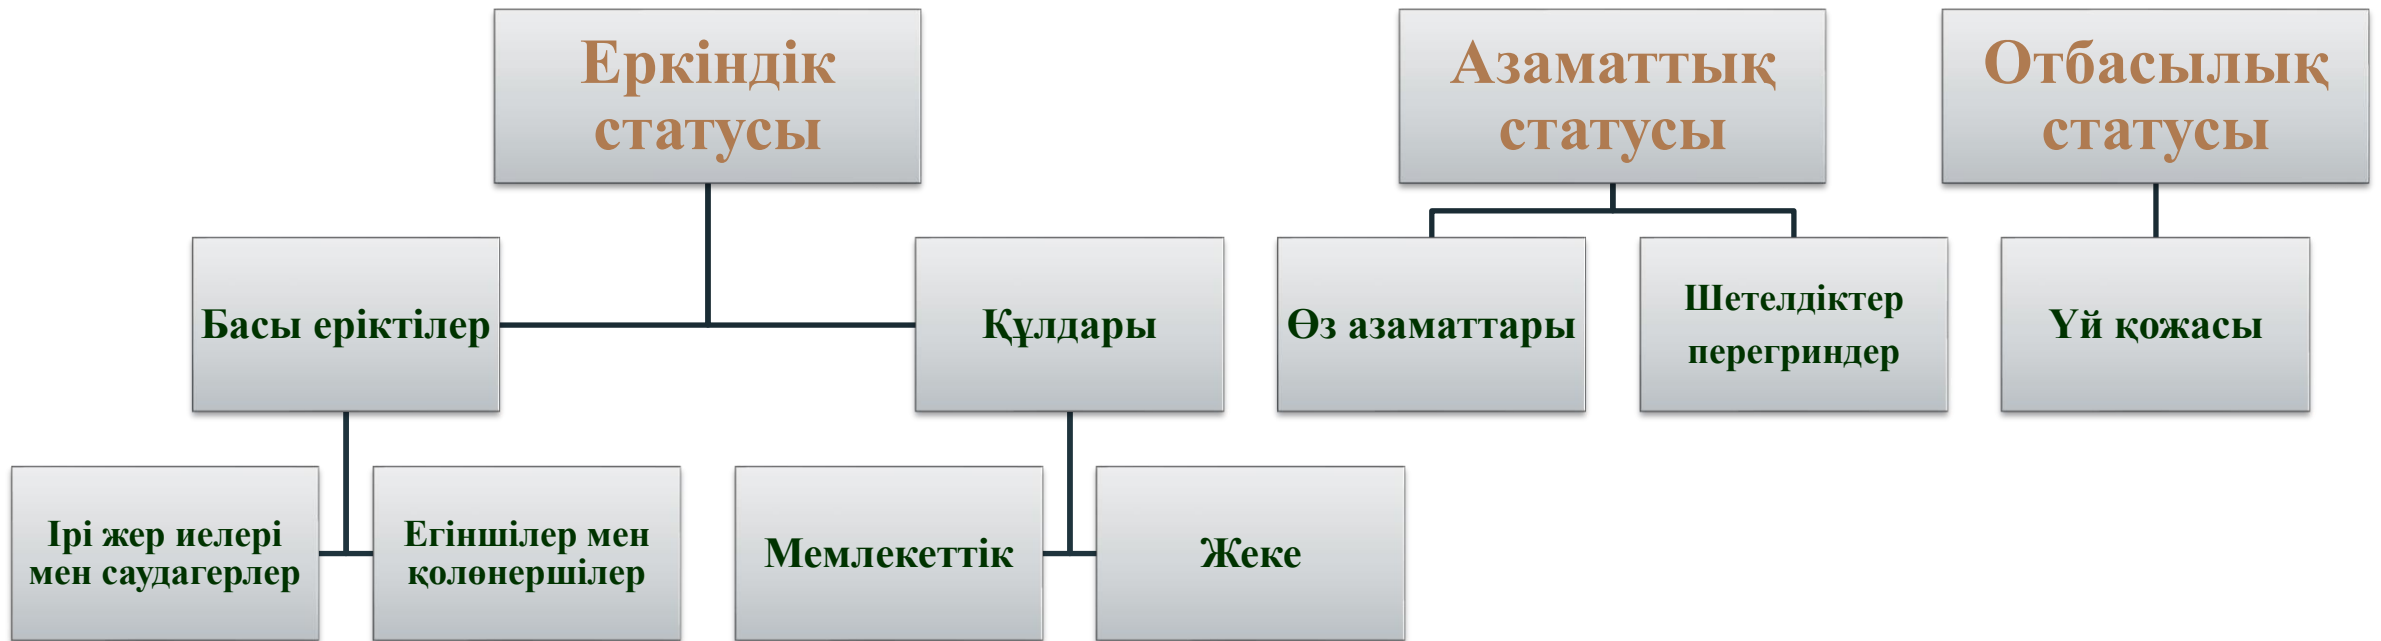 Еркіндік
статусы
Азаматтық
статусы
Отбасылық
статусы
Басы еріктілер
Құлдары
Өз азаматтары
Шетелдіктер
перегриндер
Үй қожасы
Ірі жер иелері
мен саудагерлер
Егіншілер мен
қолөнершілер
Мемлекеттік
Жеке